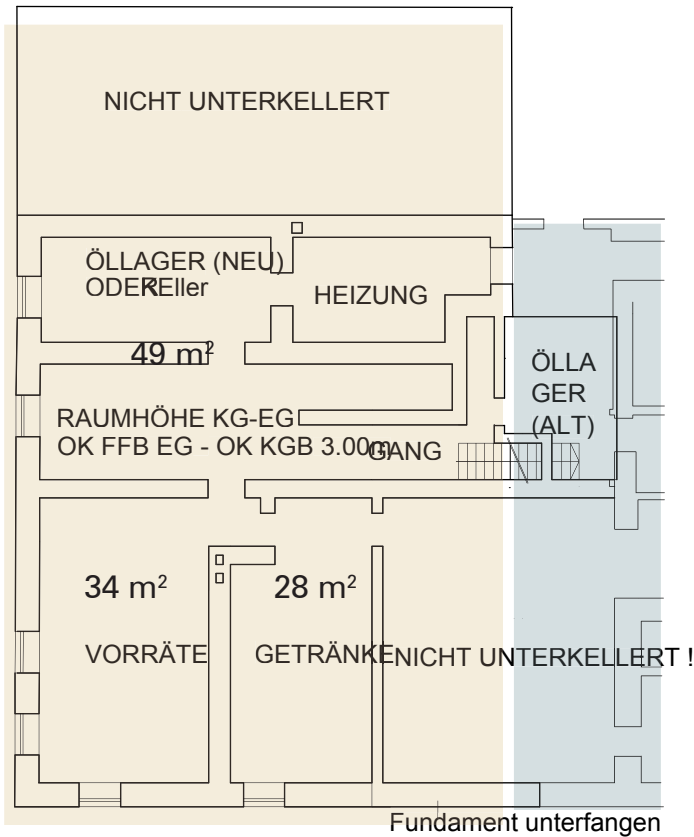 NICHT UNTERKELLERT
ÖLLAGER (NEU)
ODER KEller
HEIZUNG
49 m²
ÖLLA
GER
(ALT)
RAUMHÖHE KG-EG
OK FFB EG - OK KGB 3.00m
GANG
34 m²
28 m²
VORRÄTE
GETRÄNKE
NICHT UNTERKELLERT !
Fundament unterfangen